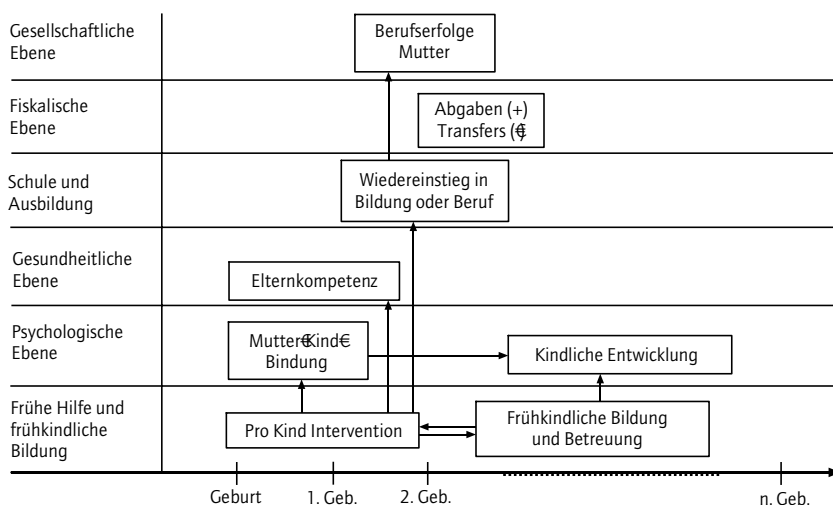 Gesellschaftliche
Ebene
Berufserfolge
Mutter
Fiskalische
Ebene
Abgaben (+)
Transfers (€)
Schule und
Ausbildung
Wiedereinstieg in
Bildung oder Beruf
Gesundheitliche
Ebene
Elternkompetenz
Psychologische
Ebene
Mutter€Kind€
Bindung
Kindliche Entwicklung
Frühe Hilfe und
frühkindliche
Bildung
Pro Kind Intervention
Frühkindliche Bildung
und Betreuung
Geburt
1. Geb.
2. Geb.
n. Geb.